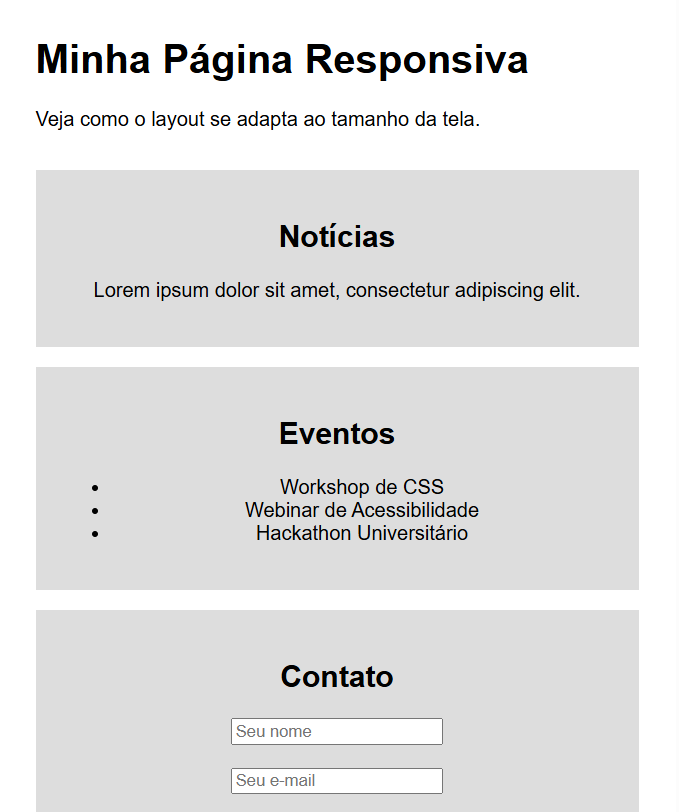 Minha Página Responsiva
Veja como o layout se adapta ao tamanho da tela.
Notícias
Lorem ipsum dolor sit amet, consectetur adipiscing elit.
Eventos
• Workshop de CSS
• Webinar de Acessibilidade
• Hackathon Universitário
Contato
Seu nome
Seu e-mail